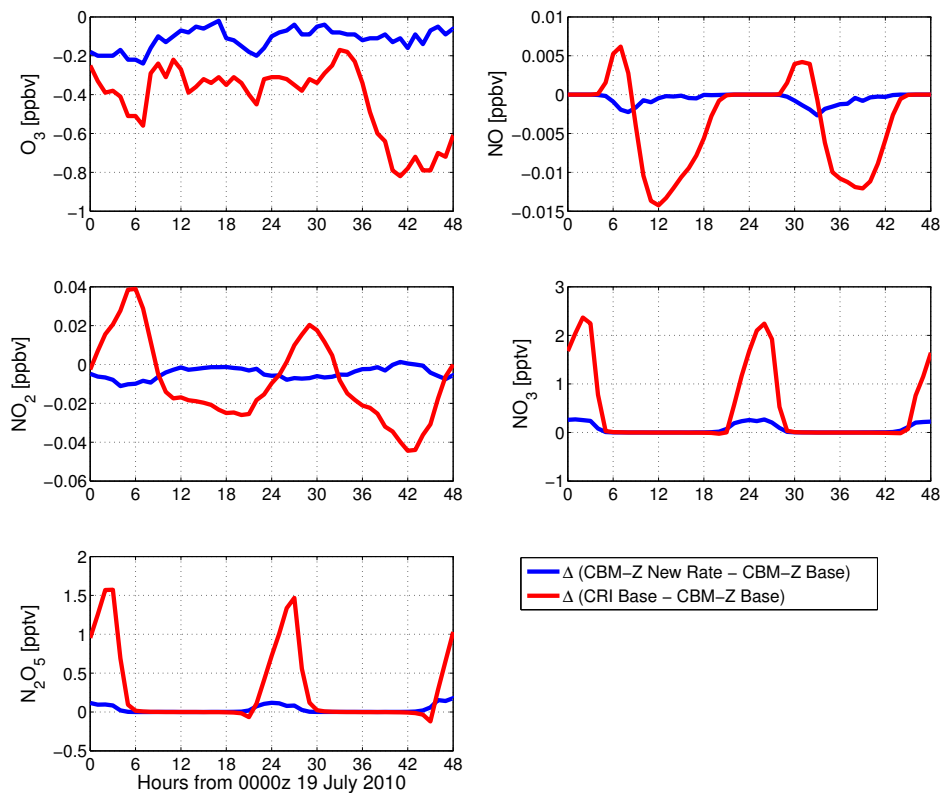 0
−0.2
−0.4
−0.6
−0.8
−1
O3 [ppbv]
0 6 12 18 24 30 36 42 48
0.01
0.005
0
−0.005
−0.01
−0.015
NO [ppbv]
0 6 12 18 24 30 36 42 48
0.04
0.02
0
−0.02
−0.04
−0.06
NO2 [ppbv]
0 6 12 18 24 30 36 42 48
3
2
1
0
−1
NO3 [pptv]
0 6 12 18 24 30 36 42 48
2
1.5
1
0.5
0
−0.5
N2O5 [pptv]
0 6 12 18 24 30 36 42 48
Hours from 0000z 19 July 2010
Δ (CBM−Z New Rate − CBM−Z Base)
Δ (CRI Base − CBM−Z Base)